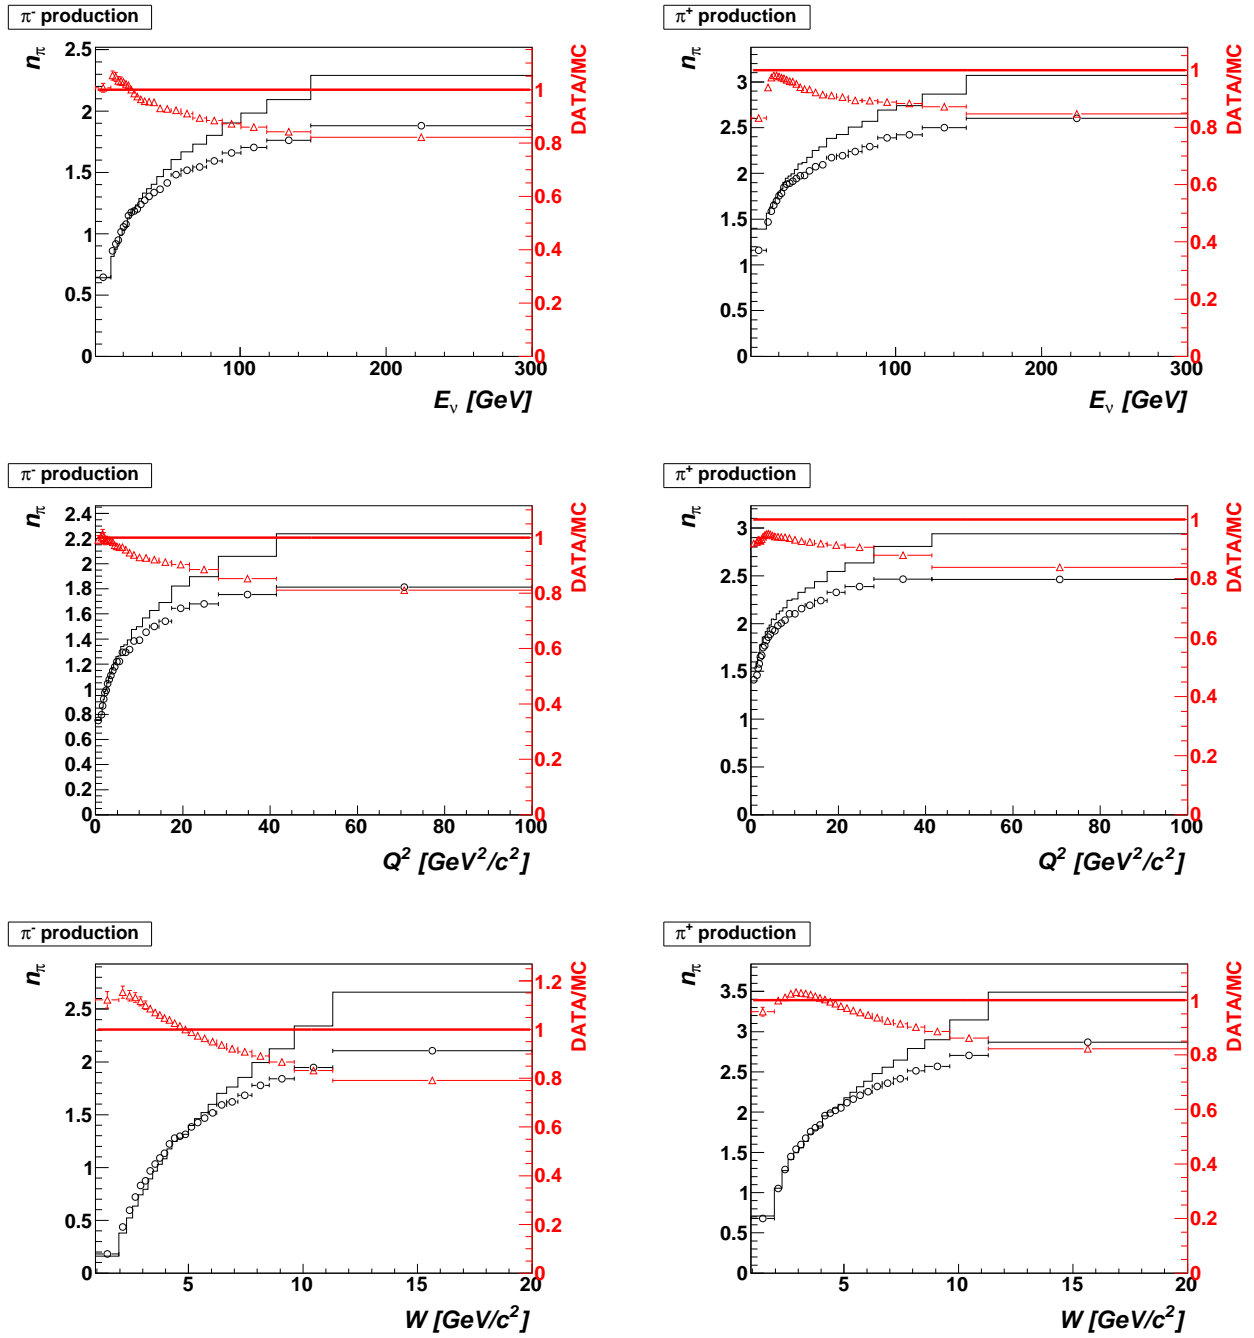 π⁻ production
n_π
2.5
2
1.5
1
0.5
0
1
0.8
0.6
0.4
0.2
0
DATA/MC
100 200 300
E_ν [GeV]
π⁺ production
n_π
3
2.5
2
1.5
1
0.5
0
1
0.8
0.6
0.4
0.2
0
DATA/MC
100 200 300
E_ν [GeV]
π⁻ production
n_π
2.4
2.2
2
1.8
1.6
1.4
1.2
1
0.8
0.6
0.4
0.2
0
1
0.8
0.6
0.4
0.2
0
DATA/MC
0 20 40 60 80 100
Q² [GeV²/c²]
π⁺ production
n_π
3
2.5
2
1.5
1
0.5
0
1
0.8
0.6
0.4
0.2
0
DATA/MC
0 20 40 60 80 100
Q² [GeV²/c²]
π⁻ production
n_π
2.5
2
1.5
1
0.5
0
1.2
1
0.8
0.6
0.4
0.2
0
DATA/MC
5 10 15 20
W [GeV/c²]
π⁺ production
n_π
3.5
3
2.5
2
1.5
1
0.5
0
1
0.8
0.6
0.4
0.2
0
DATA/MC
5 10 15 20
W [GeV/c²]